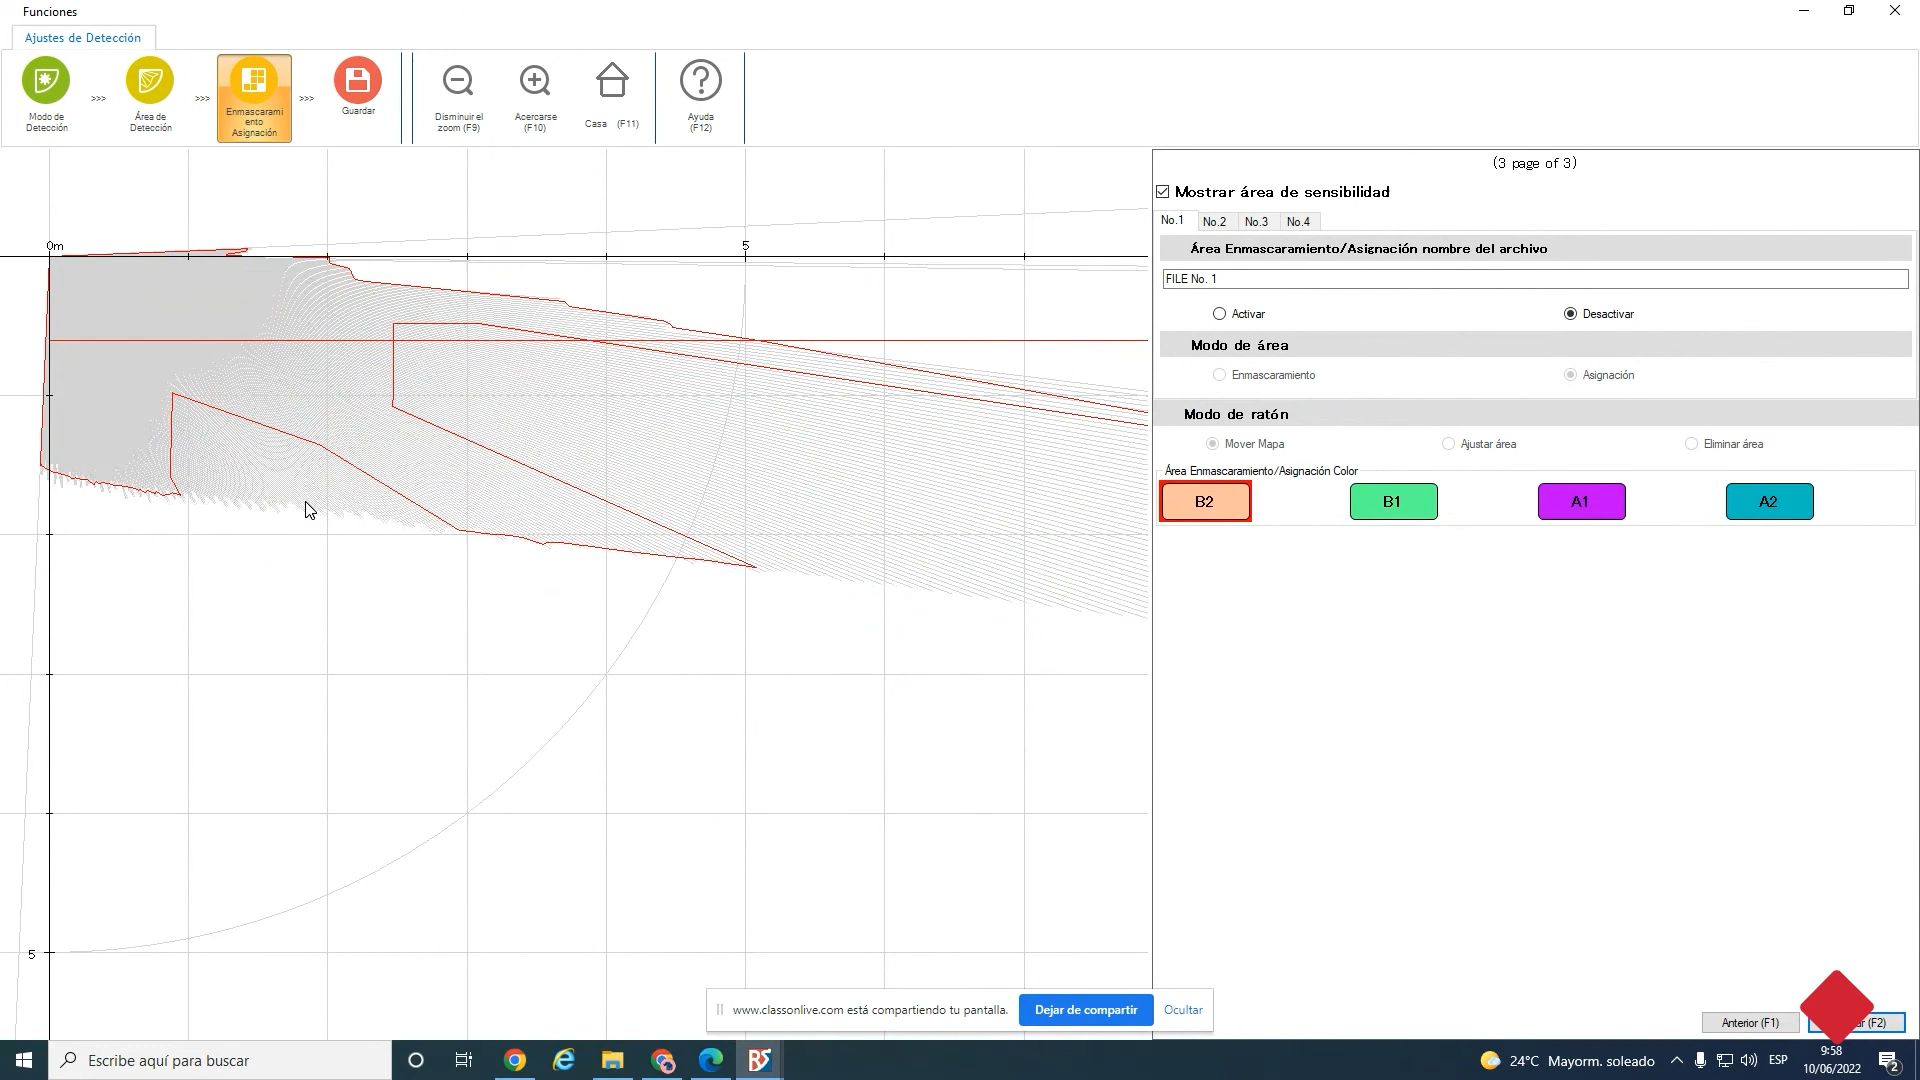 Funciones
Ajustes de Detección
Modo de
Detección
>>>
Área de
Detección
>>>
Enmascarami
ento
Asignación
>>>
Guardar
Disminuir el
zoom (F9)
Acercarse
(F10)
Casa (F11)
Ayuda
(F12)
(3 page of 3)
Mostrar área de sensibilidad
No.1 No.2 No.3 No.4
Área Enmascaramiento/Asignación nombre del archivo
FILE No. 1
Activar Desactivar
Modo de área
Enmascaramiento Asignación
Modo de ratón
Mover Mapa Ajustar área Eliminar área
Área Enmascaramiento/Asignación Color
B2 B1 A1 A2
0m 5
5
www.classonlive.com está compartiendo tu pantalla. Dejar de compartir Ocultar
Anterior (F1) (F2)
Escribe aquí para buscar
24°C Mayorm. soleado
ESP
9:58
10/06/2022
2